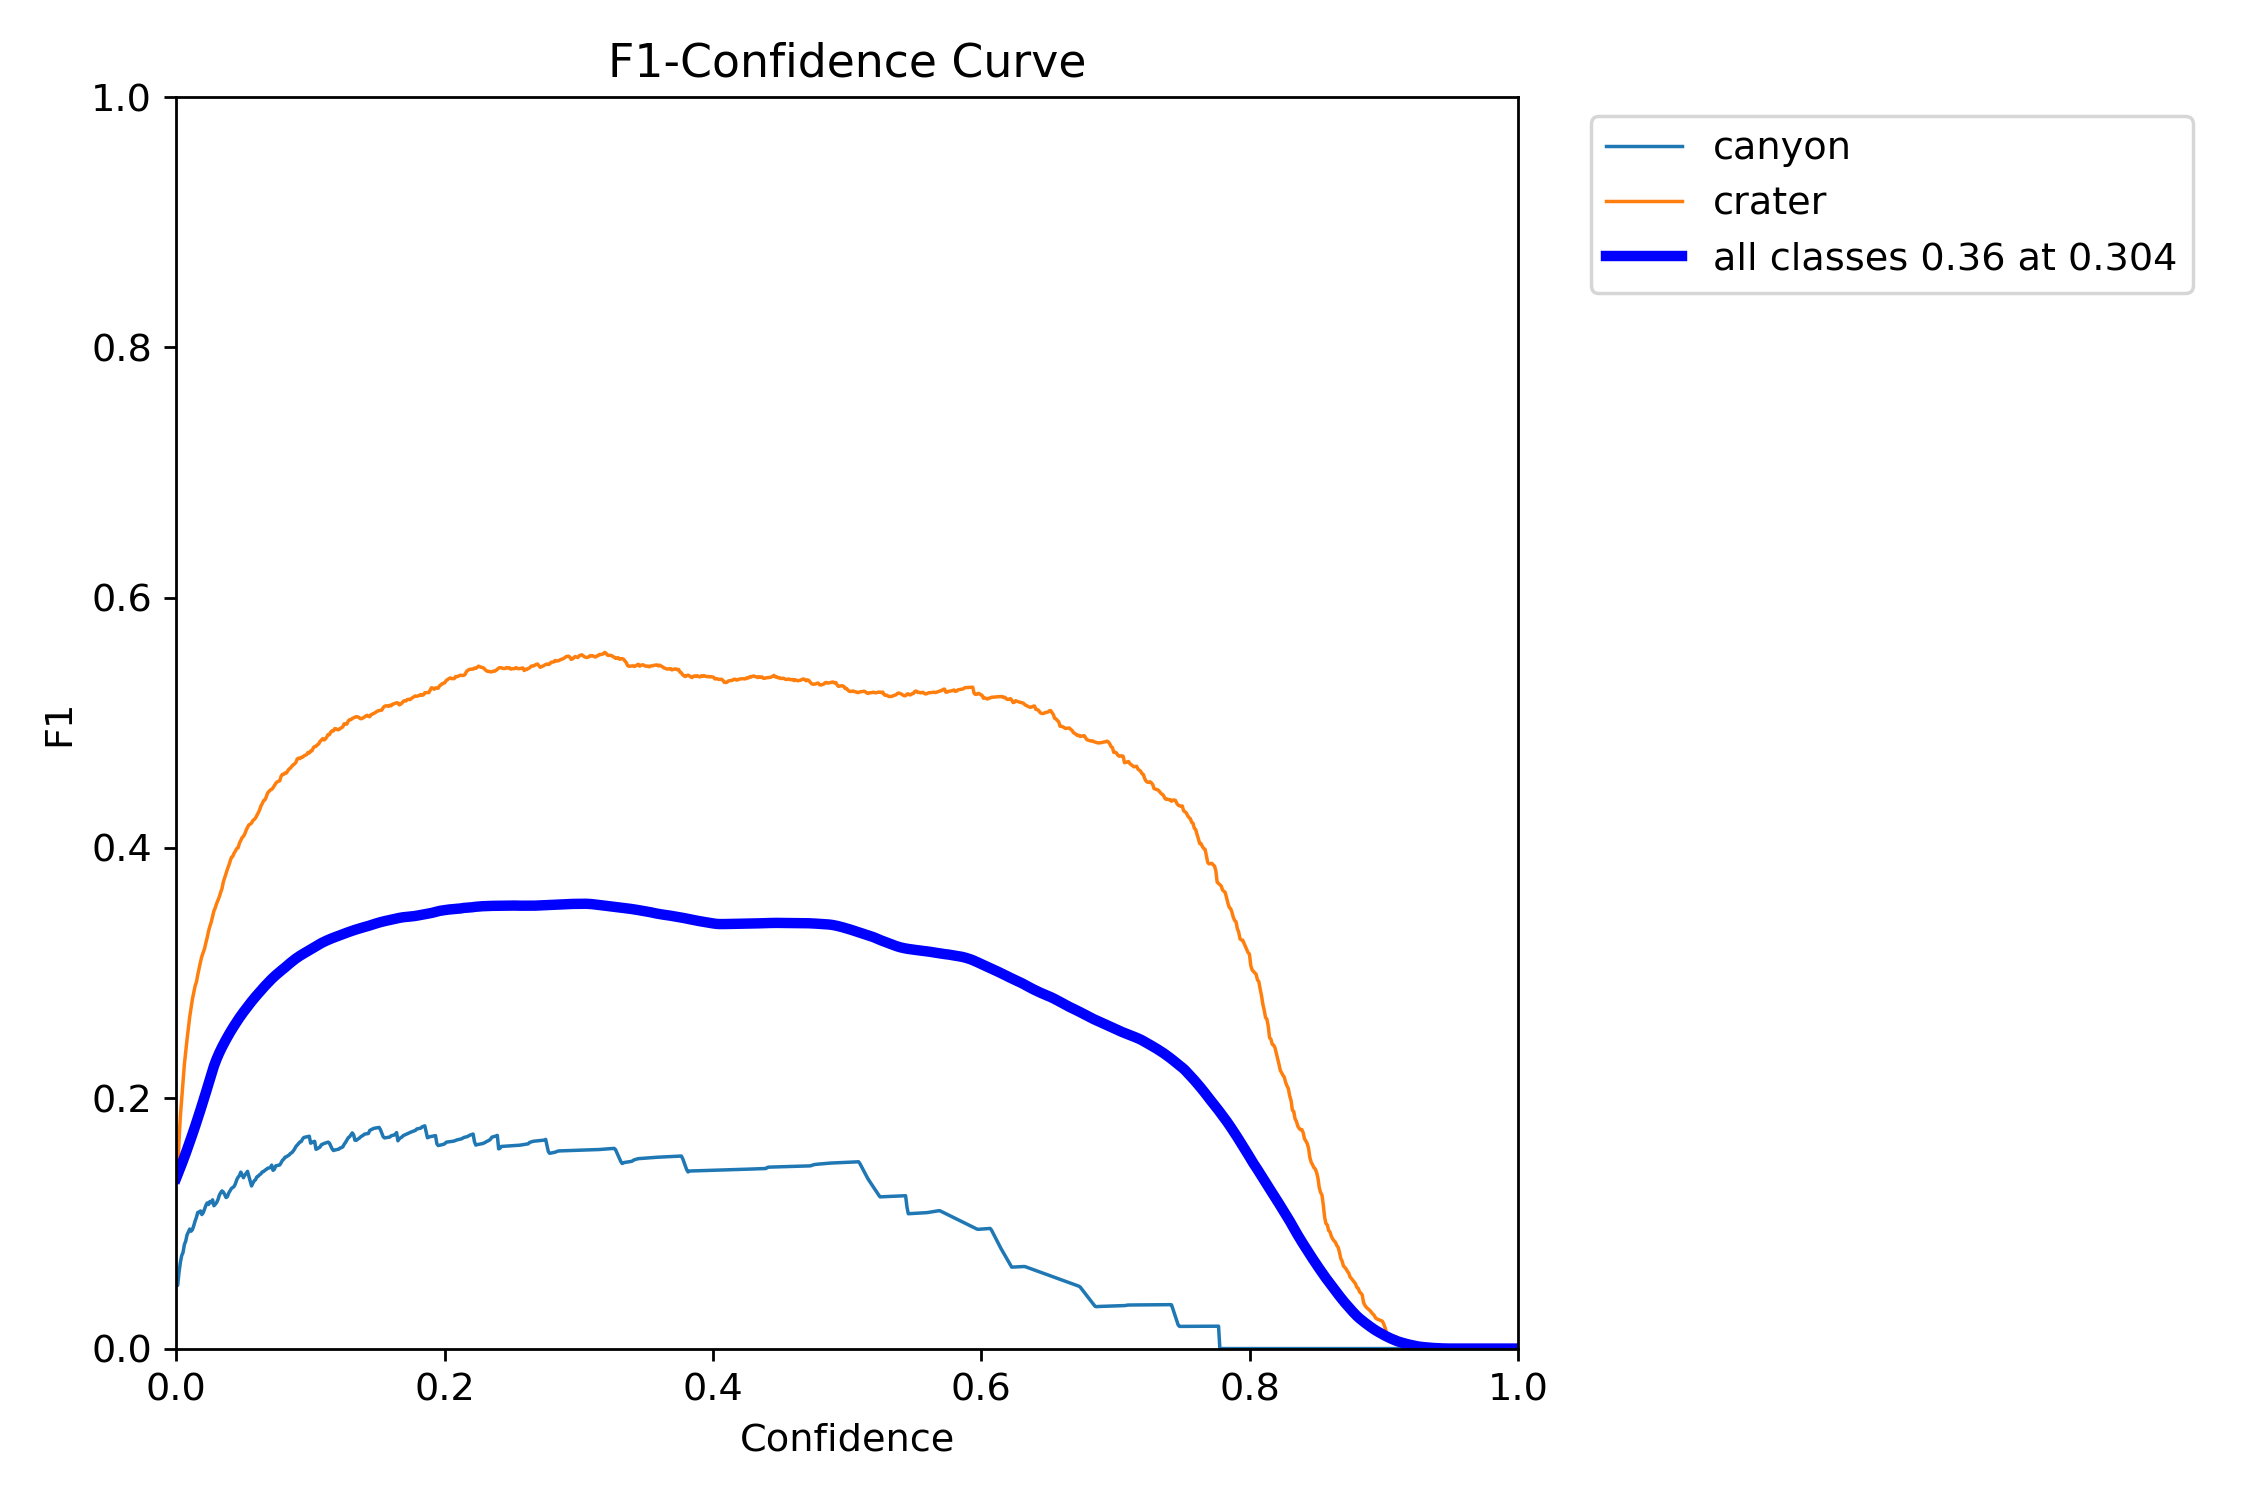 F1-Confidence Curve
1.0
0.8
0.6
0.4
0.2
0.0
F1
0.0 0.2 0.4 0.6 0.8 1.0
Confidence
canyon
crater
all classes 0.36 at 0.304